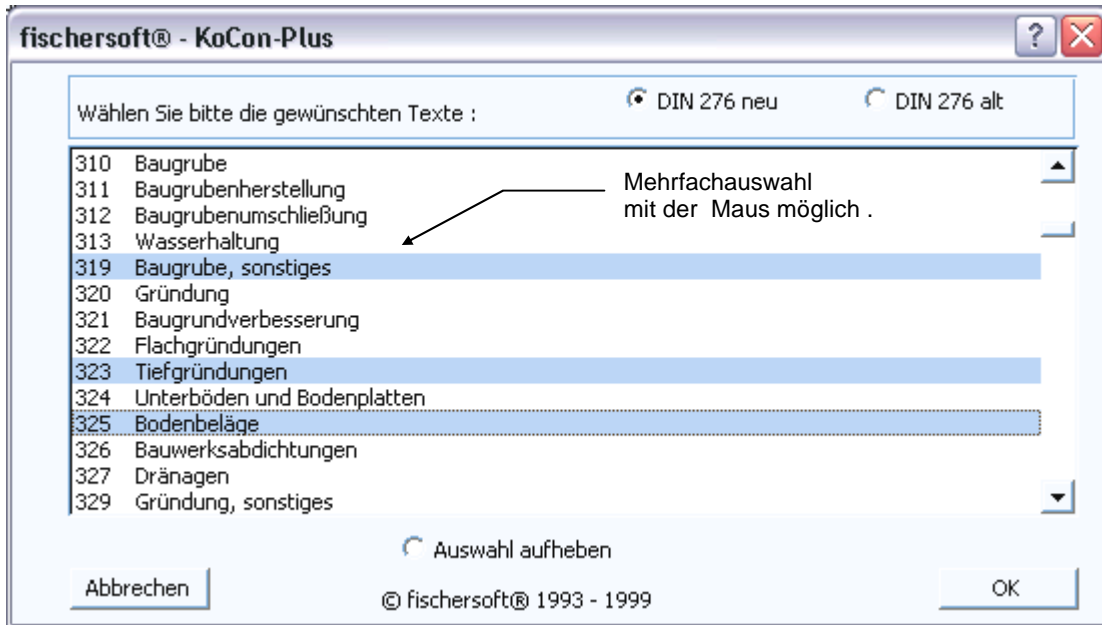 fischersoft® - KoCon-Plus
Wählen Sie bitte die gewünschten Texte :
DIN 276 neu
DIN 276 alt
310 Baugrube
311 Baugrubenherstellung
312 Baugrubenumschließung
313 Wasserhaltung
319 Baugrube, sonstiges
320 Gründung
321 Baugrundverbesserung
322 Flachgründungen
323 Tiefgründungen
324 Unterböden und Bodenplatten
325 Bodenbeläge
326 Bauwerksabdichtungen
327 Dränagen
329 Gründung, sonstiges
Mehrfachauswahl
mit der Maus möglich .
Auswahl aufheben
Abbrechen
© fischersoft® 1993 - 1999
OK